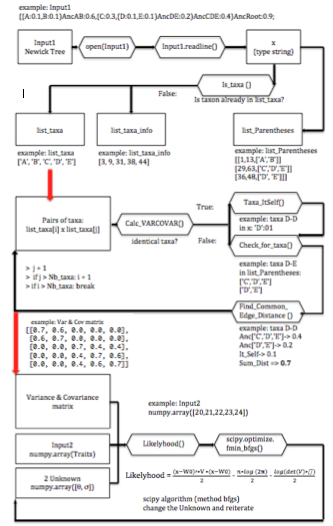 example: Input1
[[A:0.1,B:0.1)AncAB:0.6,[C:0.3,[D:0.1,E:0.1)AncDE:0.2)AncCDE:0.4)AncRoot:0.9;
Input1
Newick Tree
open(Input1)
Input1.readline()
x
(type string)
Is_taxa ()
False:
Is taxon already in list_taxa?
list_taxa
list_taxa_info
list_Parentheses
example: list_taxa
['A', 'B', 'C', 'D', 'E']
example: list_taxa_info
[3, 9, 31, 38, 44]
example: list_Parentheses
[[1,13,['A','B']]
[29,63,['C','D','E']]
[36,48,['D', 'E']]]
True:
Taxa_ItSelf()
Pairs of taxa:
list_taxa[i] x list_taxa[j]
Calc_VARCOVAR()
identical taxa?
example: taxa D-D
in x: 'D':01
False:
Check_for_taxa()
example: taxa D-E
in list_Parentheses:
['C','D','E']
['D','E']
> j + 1
> if j > Nb_taxa: i + 1
> if i > Nb_taxa: break
Find_Common_
Edge_Distance ()
example: taxa D-D
Anc['C','D','E']-> 0.4
Anc['D','E']-> 0.2
It_Self-> 0.1
Sum_Dist => 0.7
example: Var & Cov matrix
[[0.7, 0.6, 0.0, 0.0, 0.0],
[0.6, 0.7, 0.0, 0.0, 0.0],
[0.0, 0.0, 0.7, 0.4, 0.4],
[0.0, 0.0, 0.4, 0.7, 0.6],
[0.0, 0.0, 0.4, 0.6, 0.7]]
Variance & Covariance
matrix
example: Input2
numpy.array([20,21,22,23,24])
Input2
numpy.array(Traits)
Likelyhood()
scipy.optimize.
fmin_bfgs()
2 Unknown
numpy.array([θ, σ])
Likelyhood =
scipy algorithm (method bfgs)
change the Unknown and reiterate